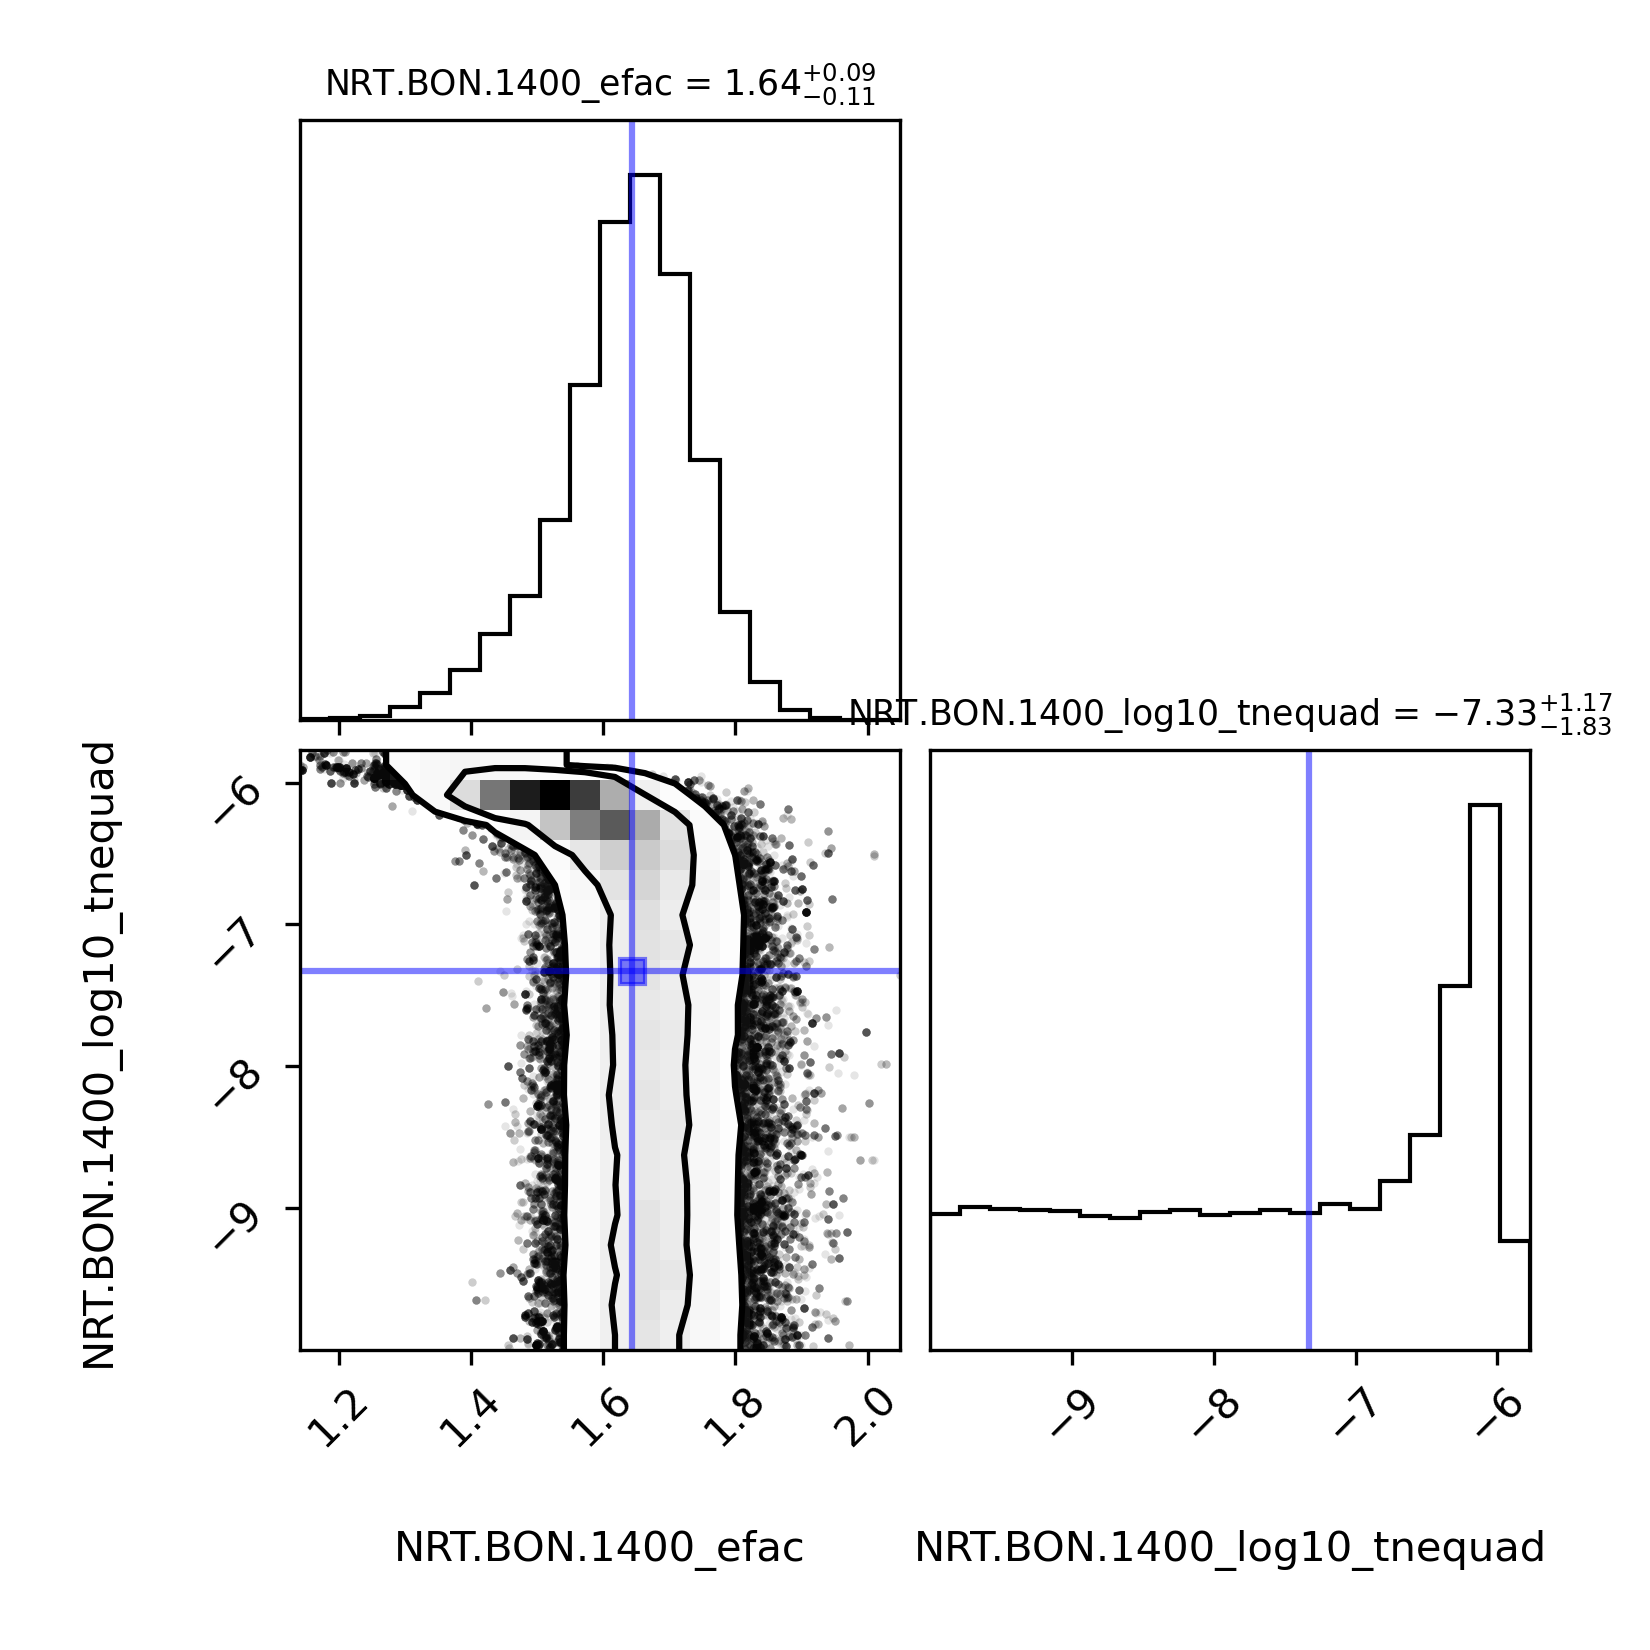 NRT.BON.1400_efac = 1.64+0.09 −0.11
NRT.BON.1400_log10_tnequad = −7.33+1.17 −1.83
NRT.BON.1400_log10_tnequad
−6
−7
−8
−9
1.2 1.4 1.6 1.8 2.0
−9 −8 −7 −6
NRT.BON.1400_efac
NRT.BON.1400_log10_tnequad